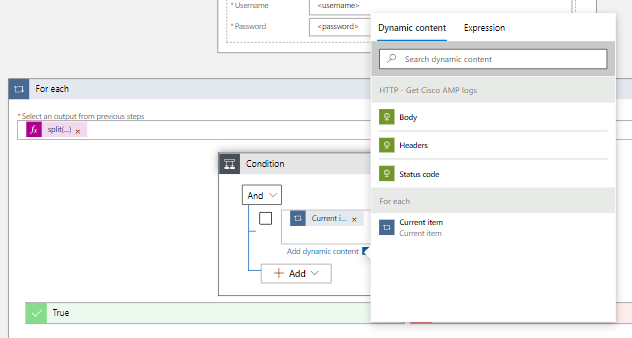 * Username
<username>
* Password
<password>
Dynamic content
Expression
Search dynamic content
HTTP - Get Cisco AMP logs
Body
Headers
Status code
For each
Current item
Current item
For each
* Select an output from previous steps
fx split(...) x
Condition
And
Current i... x
Add dynamic content
+ Add
True